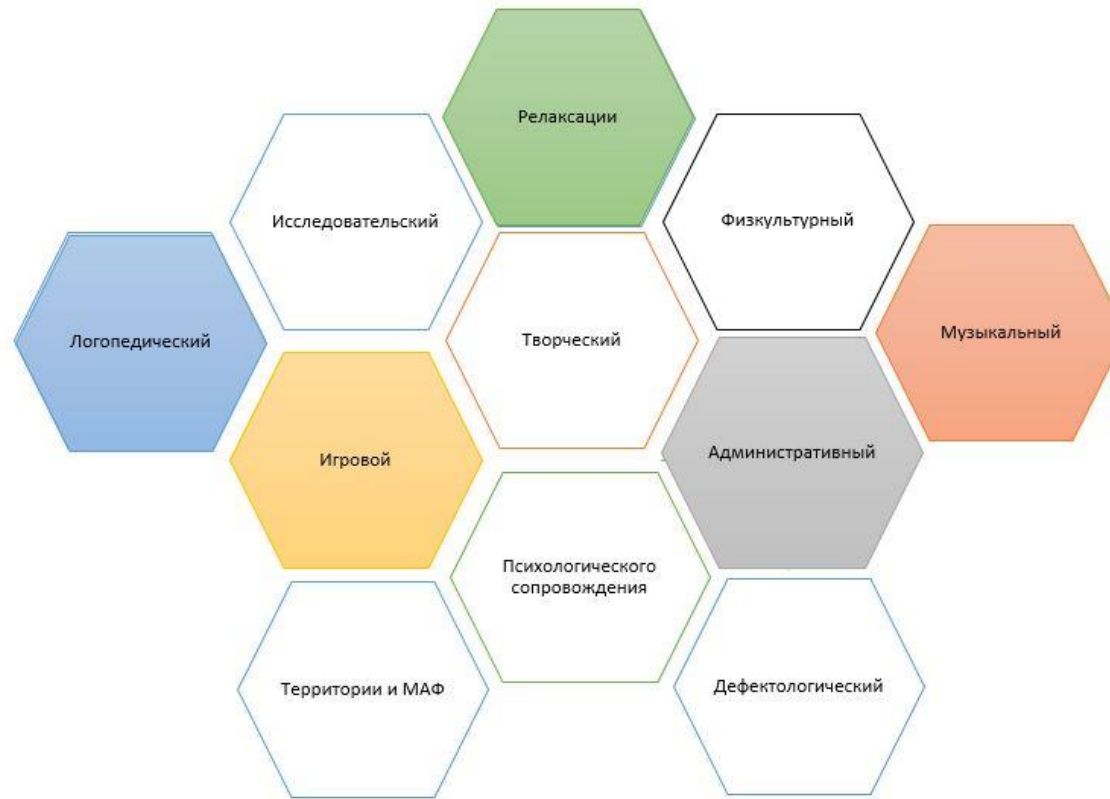 Релаксации
Исследовательский
Физкультурный
Логопедический
Творческий
Музыкальный
Игровой
Административный
Психологического
сопровождения
Территории и МАФ
Дефектологический